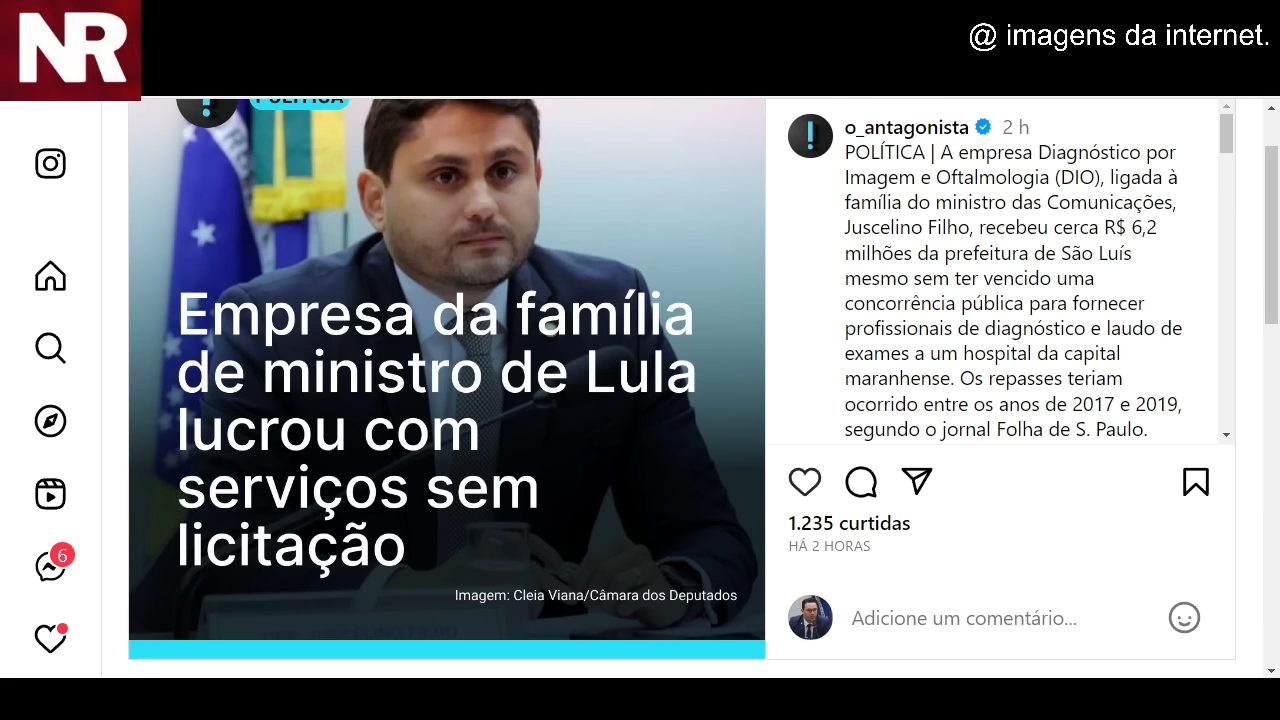 NR
@ imagens da internet.
POLÍTICA
Empresa da família
de ministro de Lula
lucrou com
serviços sem
licitação
Imagem: Cleia Viana/Câmara dos Deputados
o_antagonista 2 h
POLÍTICA | A empresa Diagnóstico por
Imagem e Oftalmologia (DIO), ligada à
família do ministro das Comunicações,
Juscelino Filho, recebeu cerca R$ 6,2
milhões da prefeitura de São Luís
mesmo sem ter vencido uma
concorrência pública para fornecer
profissionais de diagnóstico e laudo de
exames a um hospital da capital
maranhense. Os repasses teriam
ocorrido entre os anos de 2017 e 2019,
segundo o jornal Folha de S. Paulo.
1.235 curtidas
HÁ 2 HORAS
Adicione um comentário...
6